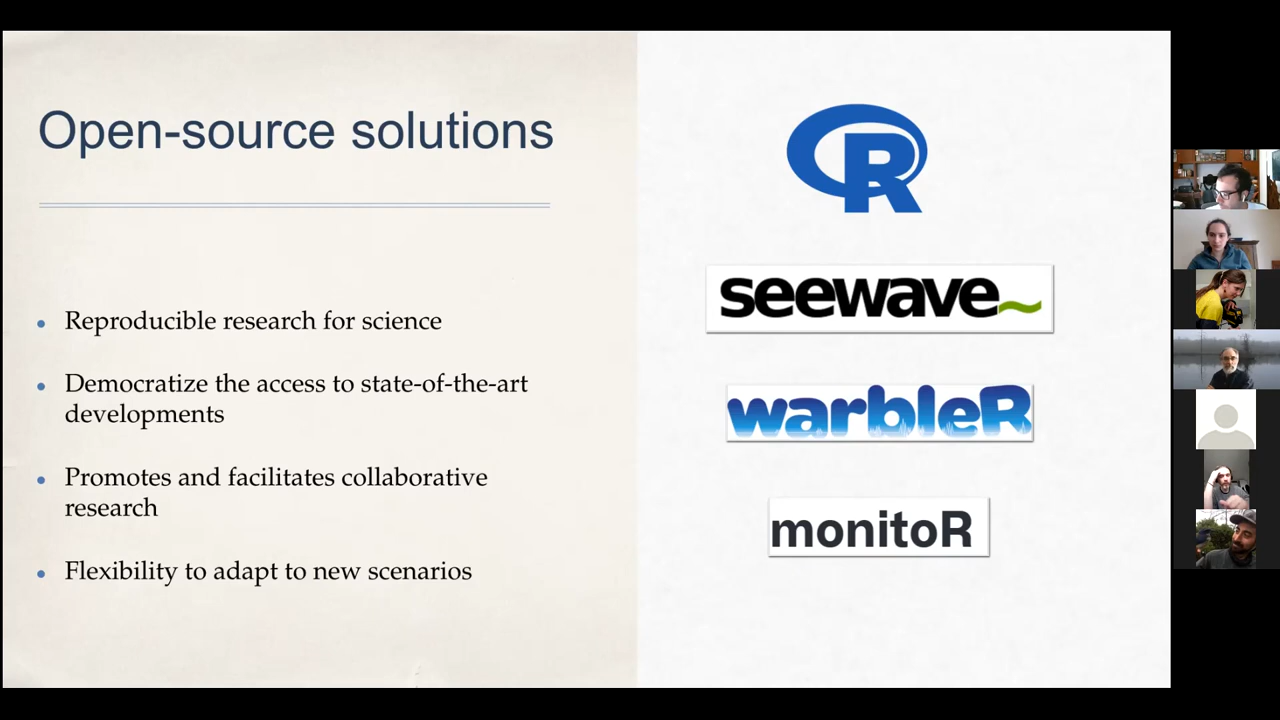 Open-source solutions
Reproducible research for science
Democratize the access to state-of-the-art
developments
Promotes and facilitates collaborative
research
Flexibility to adapt to new scenarios
R
seewave
warbleR
monitoR